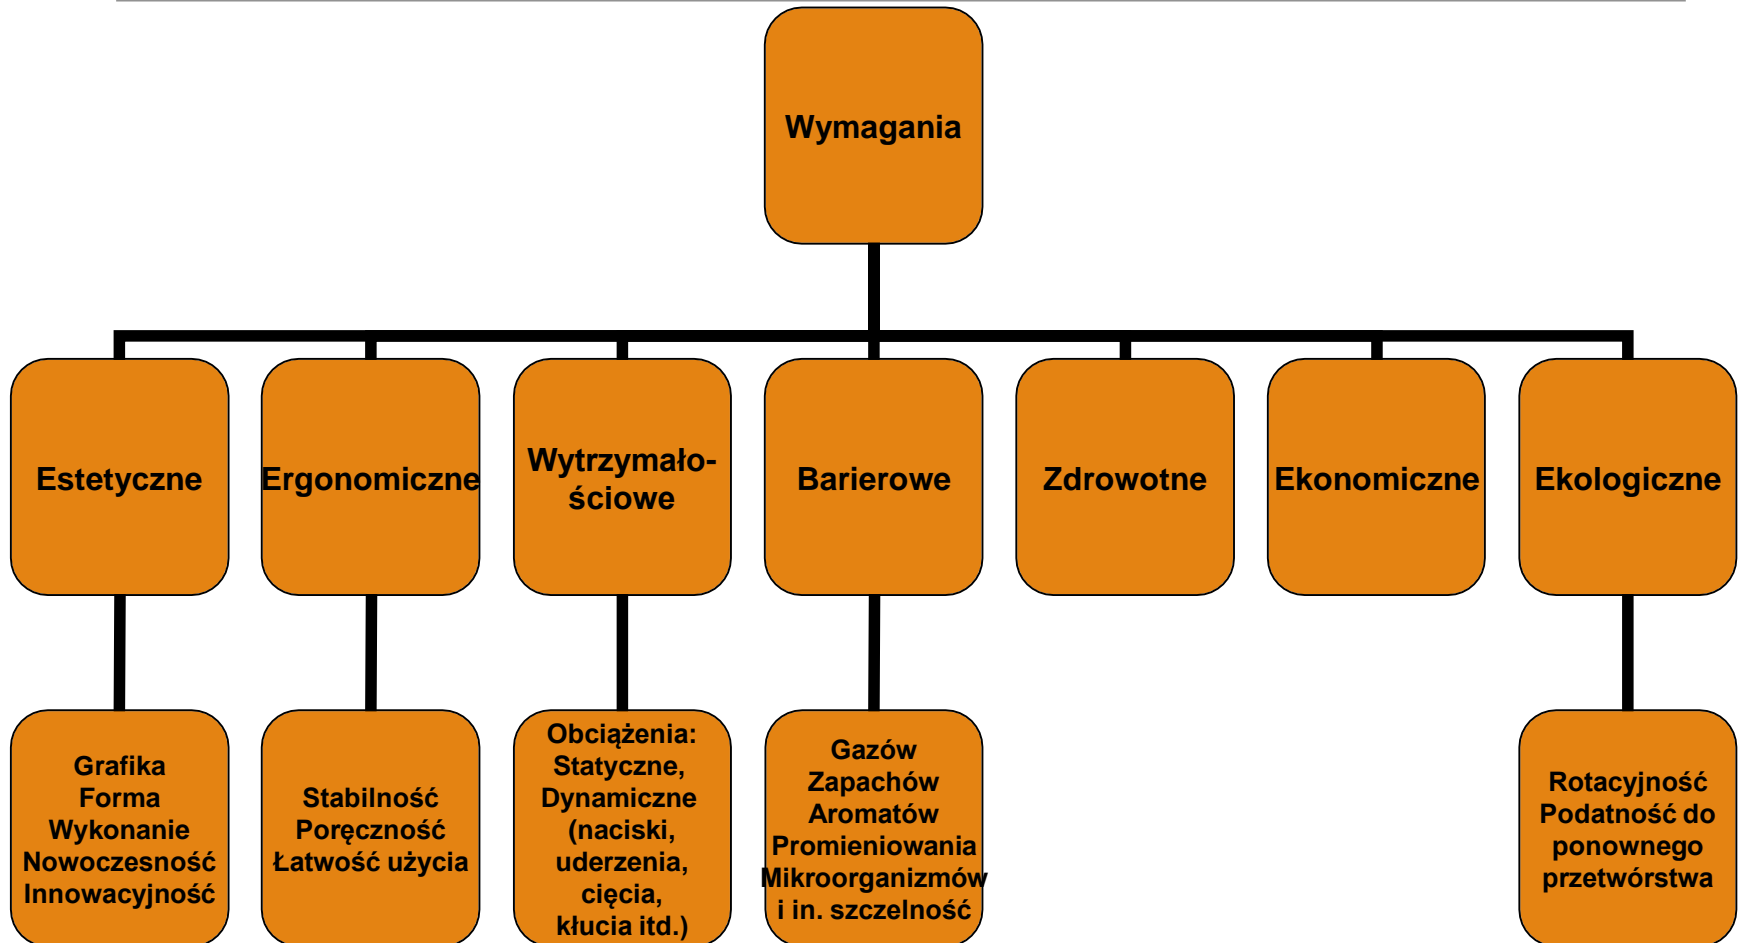 Wymagania
Estetyczne
Ergonomiczne
Wytrzymało-
ściowe
Barierowe
Zdrowotne
Ekonomiczne
Ekologiczne
Grafika
Forma
Wykonanie
Nowoczesność
Innowacyjność
Stabilność
Poręczność
Łatwość użycia
Obciążenia:
Statyczne,
Dynamiczne
(naciski,
uderzenia,
cięcia,
kłucia itd.)
Gazów
Zapachów
Aromatów
Promieniowania
Mikroorganizmów
i in. szczelność
Rotacyjność
Podatność do
ponownego
przetwórstwa